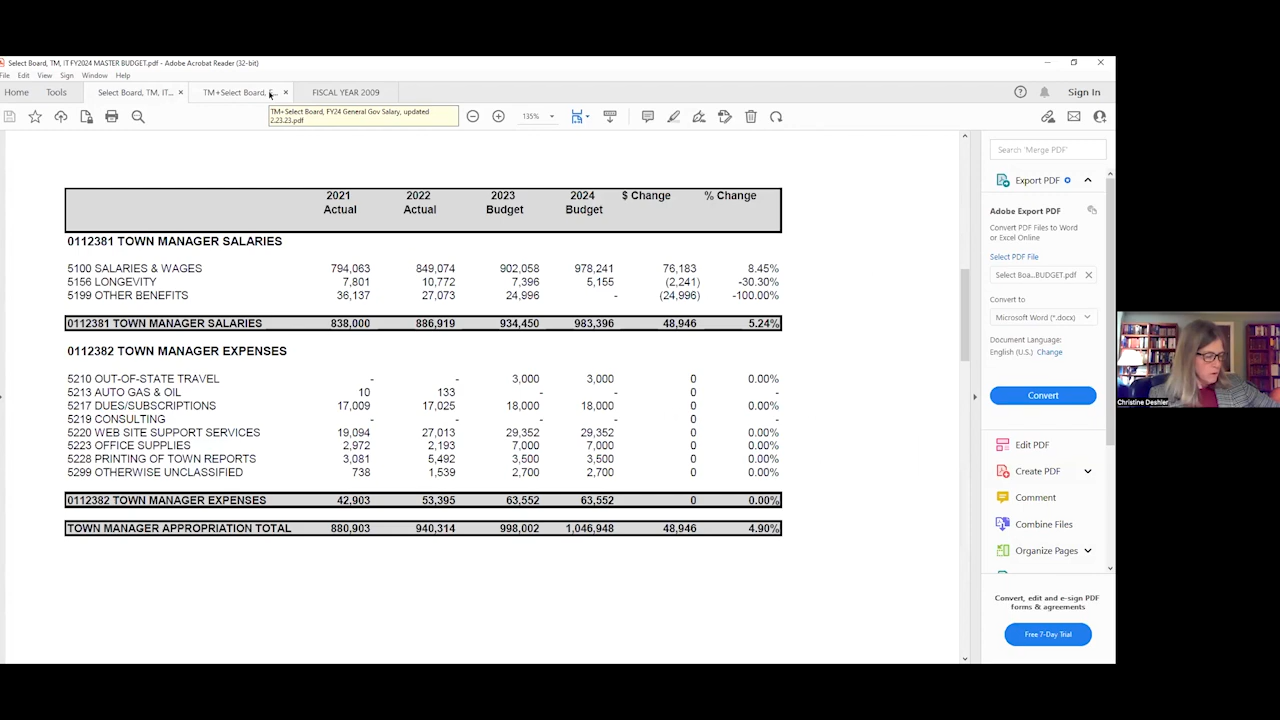 Select Board, TM, IT FY2024 MASTER BUDGET.pdf - Adobe Acrobat Reader (32-bit)
File Edit View Sign Window Help
Home Tools Select Board, TM, IT... × TM+Select Board, F... × FISCAL YEAR 2009 Sign In
TM+Select Board, FY24 General Gov Salary, updated
2.23.23.pdf
135%
2021 2022 2023 2024 $ Change % Change
Actual Actual Budget Budget
0112381 TOWN MANAGER SALARIES
5100 SALARIES & WAGES 794,063 849,074 902,058 978,241 76,183 8.45%
5156 LONGEVITY 7,801 10,772 7,396 5,155 (2,241) -30.30%
5199 OTHER BENEFITS 36,137 27,073 24,996 - (24,996) -100.00%
0112381 TOWN MANAGER SALARIES 838,000 886,919 934,450 983,396 48,946 5.24%
0112382 TOWN MANAGER EXPENSES
5210 OUT-OF-STATE TRAVEL - - 3,000 3,000 0 0.00%
5213 AUTO GAS & OIL 10 133 - - 0 -
5217 DUES/SUBSCRIPTIONS 17,009 17,025 18,000 18,000 0 0.00%
5219 CONSULTING - - - - 0 -
5220 WEB SITE SUPPORT SERVICES 19,094 27,013 29,352 29,352 0 0.00%
5223 OFFICE SUPPLIES 2,972 2,193 7,000 7,000 0 0.00%
5228 PRINTING OF TOWN REPORTS 3,081 5,492 3,500 3,500 0 0.00%
5299 OTHERWISE UNCLASSIFIED 738 1,539 2,700 2,700 0 0.00%
0112382 TOWN MANAGER EXPENSES 42,903 53,395 63,552 63,552 0 0.00%
TOWN MANAGER APPROPRIATION TOTAL 880,903 940,314 998,002 1,046,948 48,946 4.90%
Search 'Merge PDF'
Export PDF
Adobe Export PDF
Convert PDF Files to Word
or Excel Online
Select PDF File
Select Boa...BUDGET.pdf ×
Convert to
Microsoft Word (*.docx)
Document Language:
English (U.S.) Change
Convert
Edit PDF
Create PDF
Comment
Combine Files
Organize Pages
Convert, edit and e-sign PDF
forms & agreements
Free 7-Day Trial
Christine Deshler